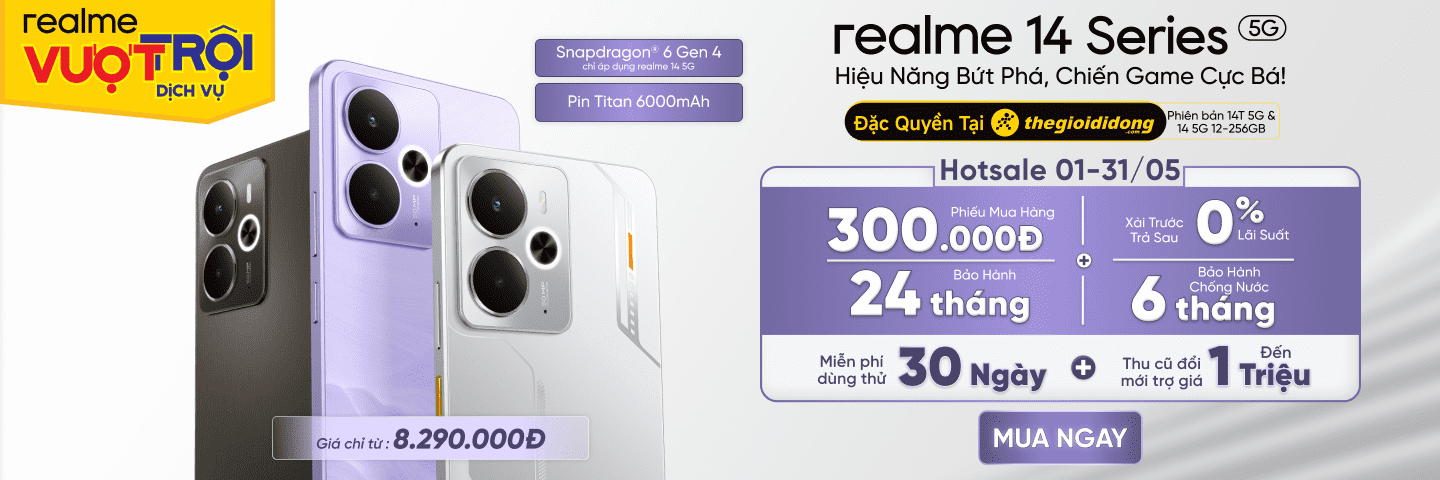 realme
VƯỢT TRỘI
DỊCH VỤ
Snapdragon® 6 Gen 4
chỉ áp dụng realme 14 5G
Pin Titan 6000mAh
Giá chỉ từ : 8.290.000Đ
realme 14 Series 5G
Hiệu Năng Bứt Phá, Chiến Game Cực Bá!
Đặc Quyền Tại thegioididong.com
Phiên bản 14T 5G &
14 5G 12-256GB
Hotsale 01-31/05
Phiếu Mua Hàng
300.000Đ
Xài Trước
Trả Sau
0%
Lãi Suất
Bảo Hành
24 tháng
Bảo Hành
Chống Nước
6 tháng
Miễn phí
dùng thử
30 Ngày
Thu cũ đổi
mới trợ giá
Đến
1 Triệu
MUA NGAY